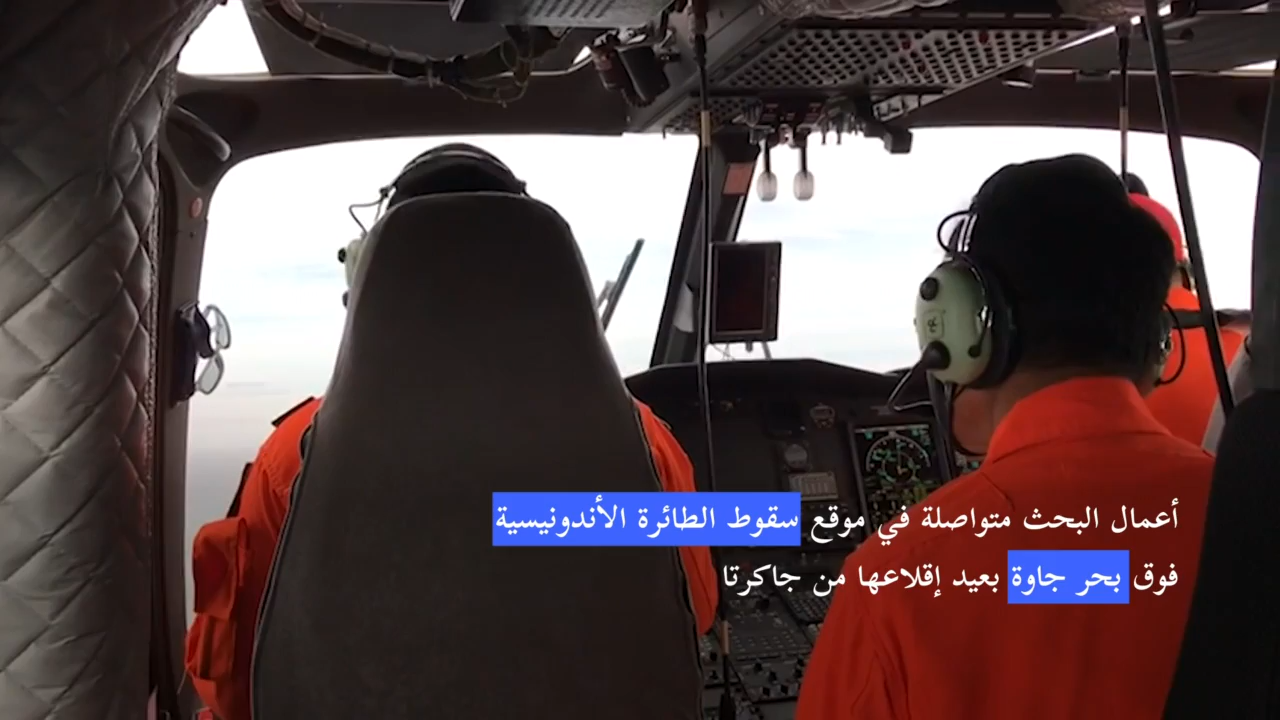 أعمال البحث متواصلة في موقع سقوط الطائرة الأندونيسية
فوق بحر جاوة بعيد إقلاعها من جاكرتا